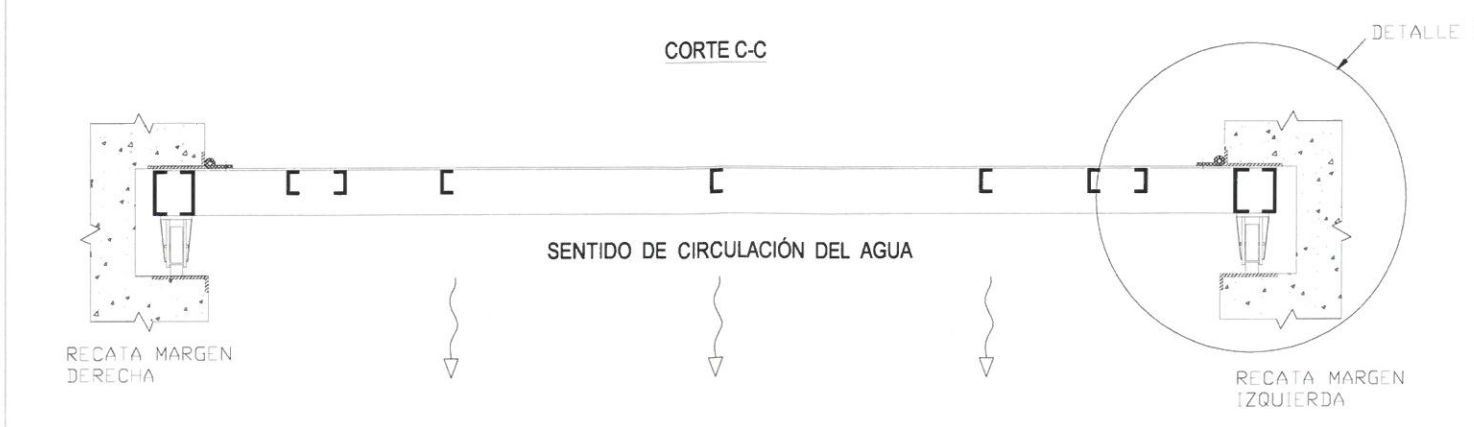 CORTE C-C
DETALLE
SENTIDO DE CIRCULACIÓN DEL AGUA
RECATA MARGEN
DERECHA
RECATA MARGEN
IZQUIERDA